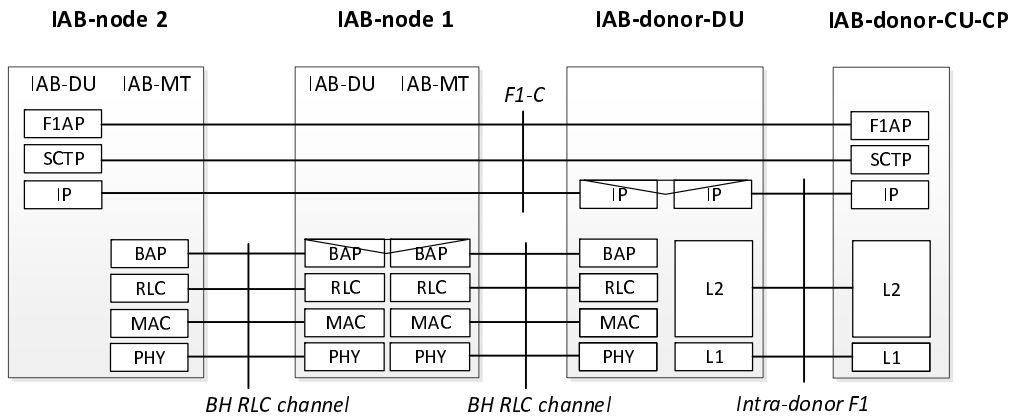 IAB-node 2 IAB-node 1 IAB-donor-DU IAB-donor-CU-CP
IAB-DU IAB-MT IAB-DU IAB-MT
F1-C
F1AP F1AP
SCTP SCTP
IP IP IP IP
BAP BAP BAP BAP
RLC RLC RLC RLC L2 L2
MAC MAC MAC MAC
PHY PHY PHY PHY L1 L1
BH RLC channel BH RLC channel Intra-donor F1